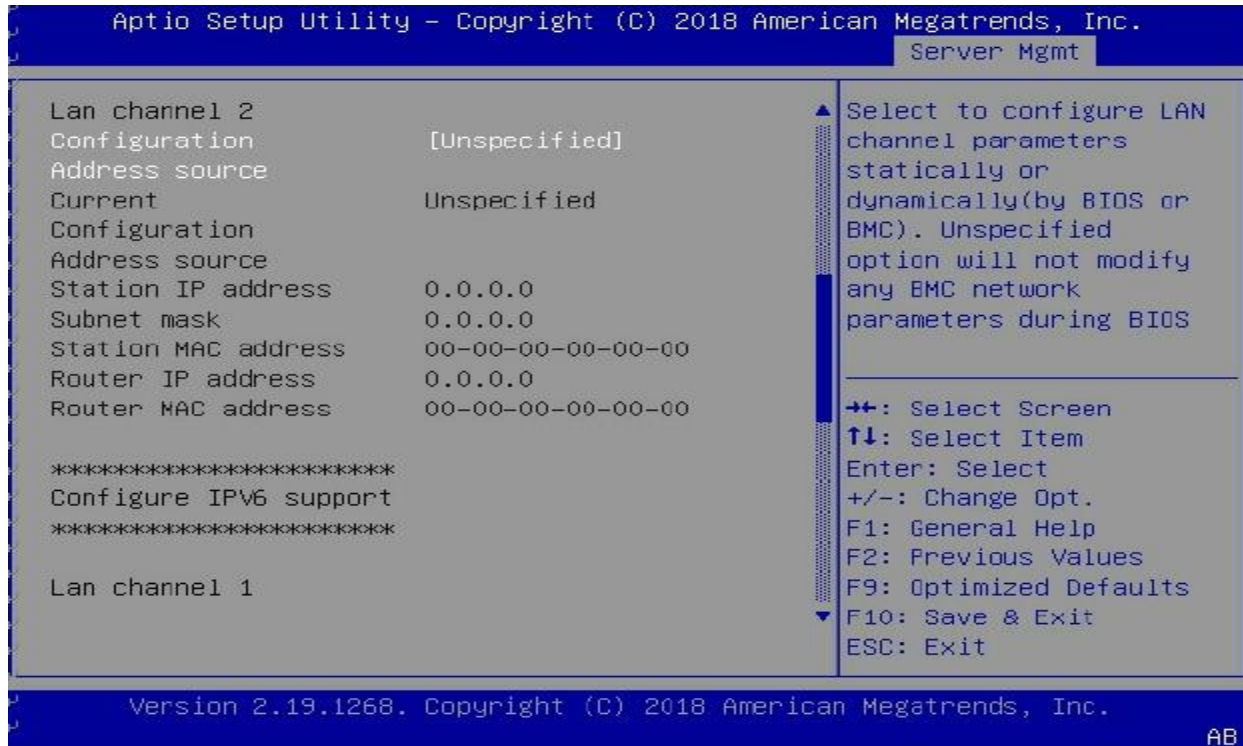 Aptio Setup Utility – Copyright (C) 2018 American Megatrends, Inc.
Server Mgmt
Lan channel 2
Configuration [Unspecified]
Address source
Current Unspecified
Configuration
Address source
Station IP address 0.0.0.0
Subnet mask 0.0.0.0
Station MAC address 00-00-00-00-00-00
Router IP address 0.0.0.0
Router MAC address 00-00-00-00-00-00
***********************
Configure IPV6 support
***********************
Lan channel 1
Select to configure LAN
channel parameters
statically or
dynamically(by BIOS or
BMC). Unspecified
option will not modify
any BMC network
parameters during BIOS
→←: Select Screen
↑↓: Select Item
Enter: Select
+/-: Change Opt.
F1: General Help
F2: Previous Values
F9: Optimized Defaults
F10: Save & Exit
ESC: Exit
Version 2.19.1268. Copyright (C) 2018 American Megatrends, Inc.
AB